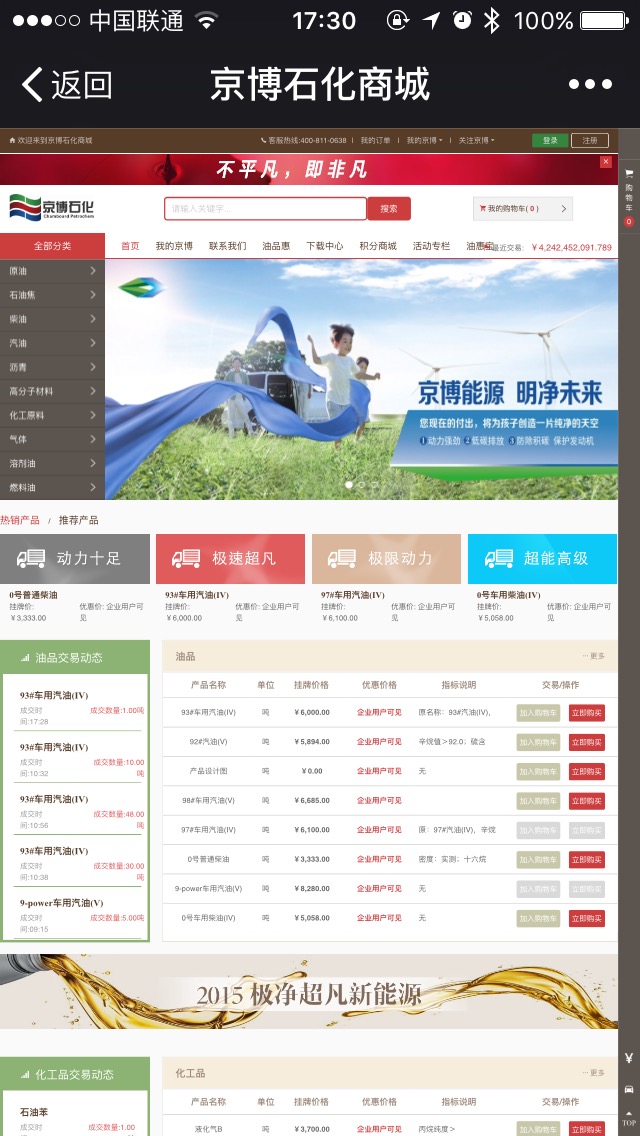 中国联通 17:30 100%
返回 京博石化商城
欢迎来到京博石化商城 客服热线:400-811-0638 | 我的订单 | 我的京博 | 关注京博 登录 注册
不平凡，即非凡
购物车 0
京博石化 Chambroad Petrochem 请输入关键字... 搜索 我的购物车( 0 )
全部分类 首页 我的京博 联系我们 油品惠 下载中心 积分商城 活动专栏 最近交易: ¥4,242,452,091.789
原油
石油焦
柴油
汽油
沥青
高分子材料
化工原料
气体
溶剂油
燃料油
京博能源 明净未来
您现在的付出，将为孩子创造一片纯净的天空
1 动力强劲 2 低碳排放 3 防除积碳 保护发动机
热销产品 / 推荐产品
动力十足 极速超凡 极限动力 超能高级
0号普通柴油 93#车用汽油(IV) 97#车用汽油(IV) 0号车用柴油(IV)
挂牌价: 优惠价: 企业用户可 挂牌价: 优惠价: 企业用户可 挂牌价: 优惠价: 企业用户可 挂牌价: 优惠价: 企业用户可
¥3,333.00 见 ¥6,000.00 见 ¥6,100.00 见 ¥5,058.00 见
油品交易动态
93#车用汽油(IV)
成交时 成交数量:1.00吨
间:17:28
93#车用汽油(IV)
成交时 成交数量:10.00
间:10:32 吨
93#车用汽油(IV)
成交时 成交数量:46.00
间:10:56 吨
93#车用汽油(IV)
成交时 成交数量:30.00
间:10:38 吨
9-power车用汽油(V)
成交时 成交数量:5.00吨
间:09:15
油品 ··· 更多
产品名称 单位 挂牌价格 优惠价格 指标说明 交易/操作
93#车用汽油(IV) 吨 ¥6,000.00 企业用户可见 原名称：93#汽油(IV), 加入购物车 立即购买
92#汽油(V) 吨 ¥5,894.00 企业用户可见 辛烷值＞92.0；硫含 加入购物车 立即购买
产品设计图 吨 ¥0.00 企业用户可见 无 加入购物车 立即购买
98#车用汽油(V) 吨 ¥6,685.00 企业用户可见 加入购物车 立即购买
97#车用汽油(IV) 吨 ¥6,100.00 企业用户可见 原：97#汽油(IV)，辛烷 加入购物车 立即购买
0号普通柴油 吨 ¥3,333.00 企业用户可见 密度：实测；十六烷 加入购物车 立即购买
9-power车用汽油(V) 吨 ¥8,280.00 企业用户可见 无 加入购物车 立即购买
0号车用柴油(IV) 吨 ¥5,058.00 企业用户可见 无 加入购物车 立即购买
2015 极净超凡新能源
化工品交易动态
石油苯
成交时 成交数量:1.00
化工品 ··· 更多
产品名称 单位 挂牌价格 优惠价格 指标说明 交易/操作
液化气B 吨 ¥3,700.00 企业用户可见 丙烷纯度＞ 加入购物车 立即购买
¥
TOP